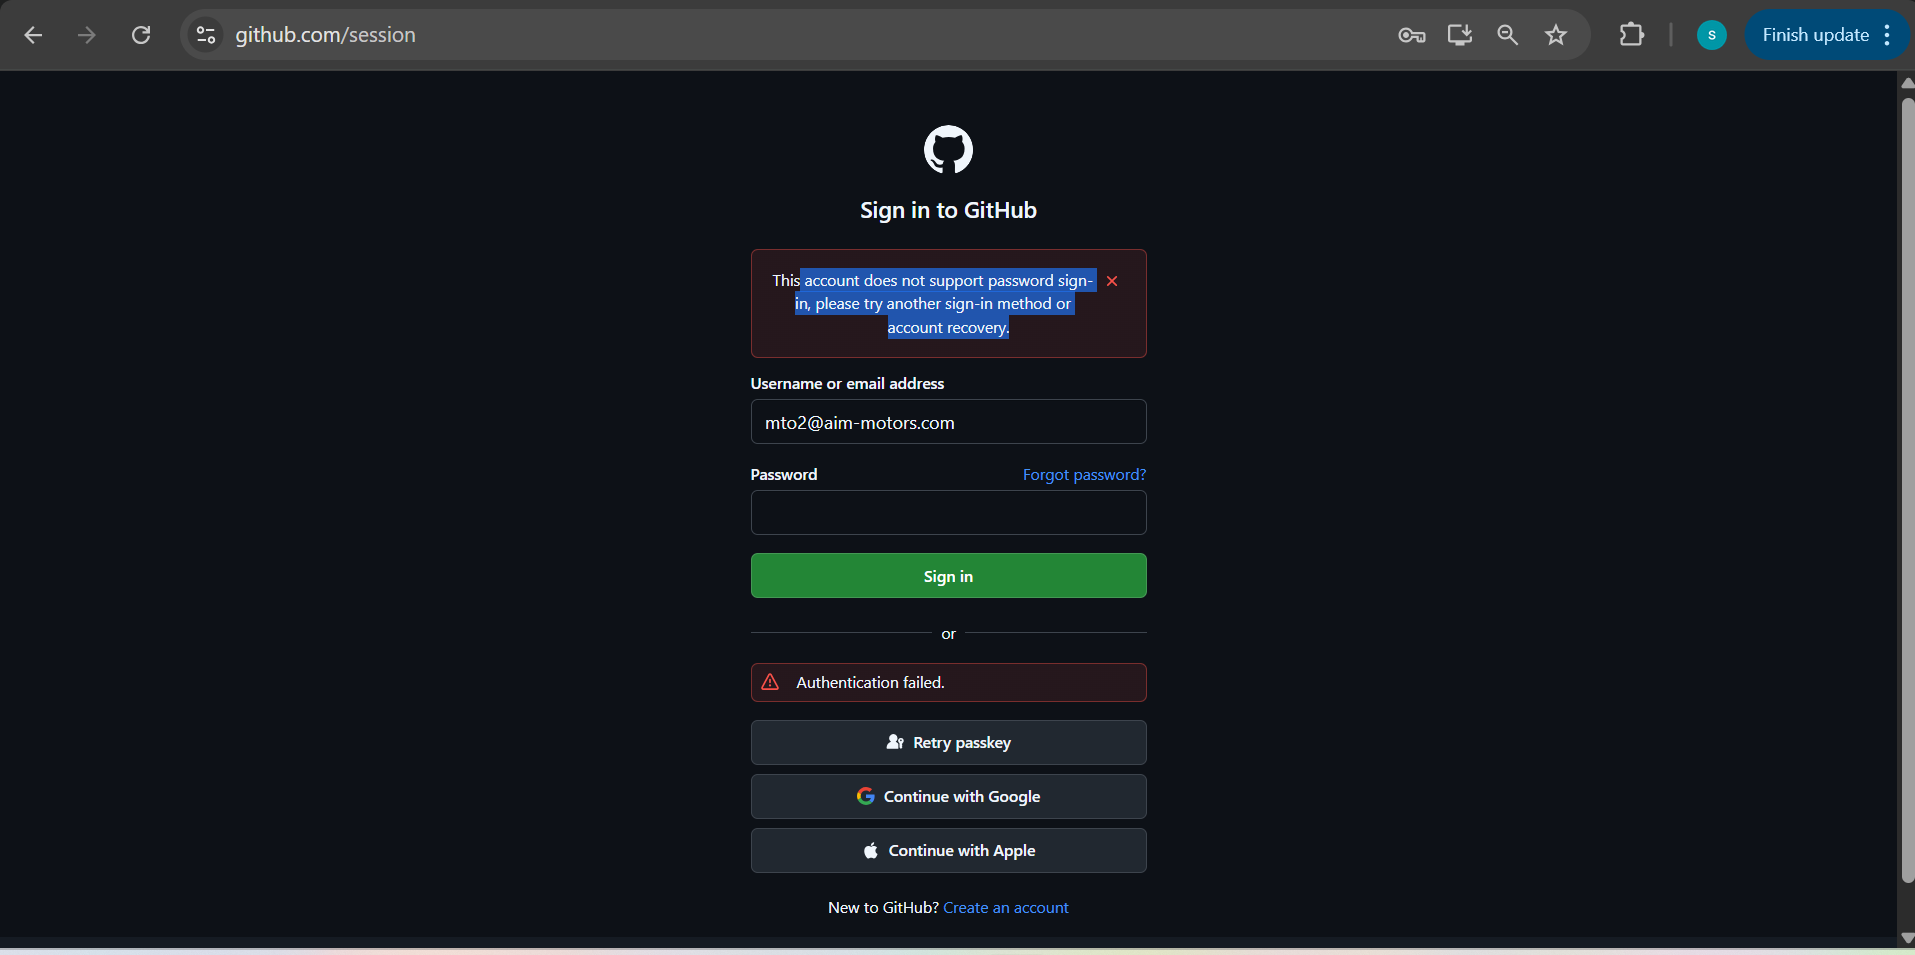 github.com/session
S
Finish update
Sign in to GitHub
This account does not support password sign-
in, please try another sign-in method or
account recovery.
Username or email address
mto2@aim-motors.com
Password
Forgot password?
Sign in
or
Authentication failed.
Retry passkey
Continue with Google
Continue with Apple
New to GitHub? Create an account